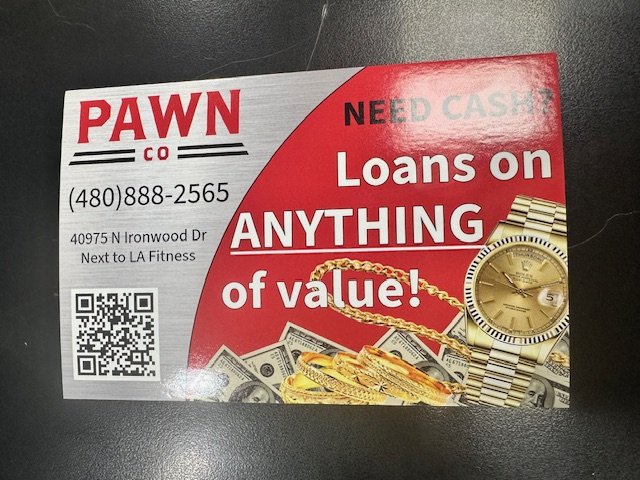 PAWN
CO
(480)888-2565
40975 N Ironwood Dr
Next to LA Fitness
NEED CASH?
Loans on
ANYTHING
of value!
ROLEX